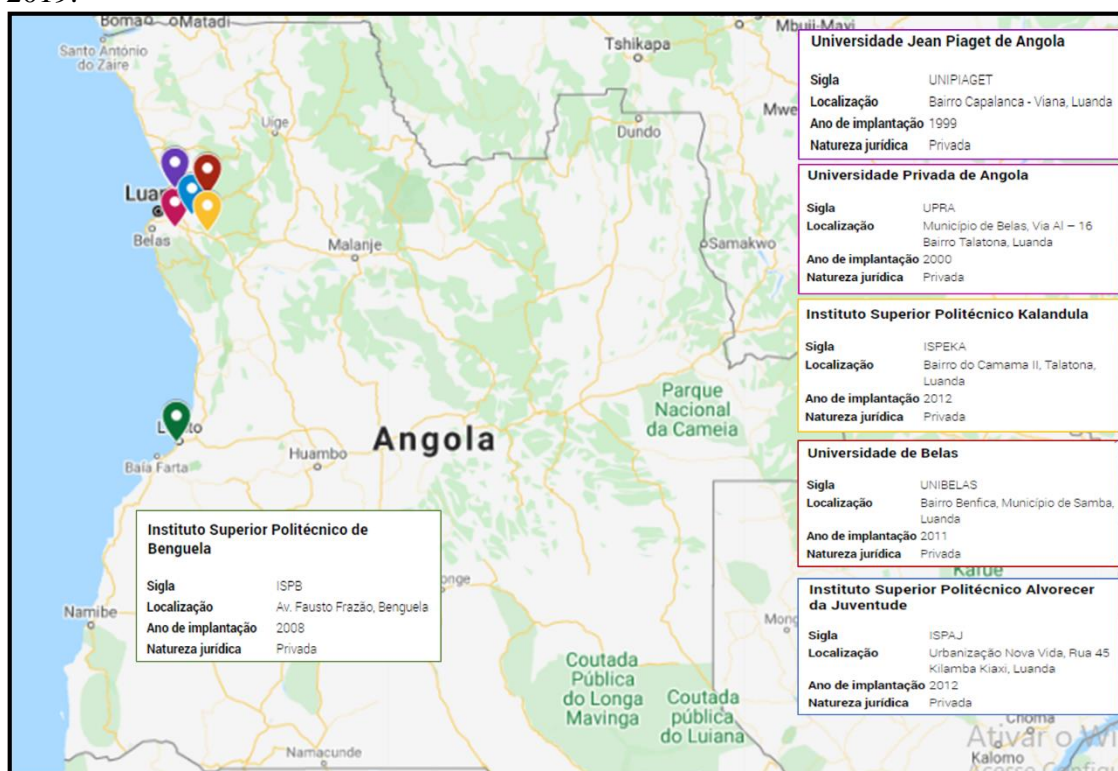 2019.
Bomao
Matadi
Mbuji-Mayi
Santo António
do Zaire
Tshikapa
Uige
Dundo
Mwe
Belas
Malanje
Samakwo
Parque
Nacional
da Cameia
Angola
Huambo
Baía Farta
Namibe
Coutada
Pública
do Longa
Mavinga
Coutada
pública
do Luiana
Namacunde
Kafue
Choma
Kalomo
Ativar o Wi
Universidade Jean Piaget de Angola
Sigla UNIPIAGET
Localização Bairro Capalanca - Viana, Luanda
Ano de implantação 1999
Natureza jurídica Privada
Universidade Privada de Angola
Sigla UPRA
Localização Município de Belas, Via Al – 16
Bairro Talatona, Luanda
Ano de implantação 2000
Natureza jurídica Privada
Instituto Superior Politécnico Kalandula
Sigla ISPEKA
Localização Bairro do Camama II, Talatona,
Luanda
Ano de implantação 2012
Natureza jurídica Privada
Universidade de Belas
Sigla UNIBELAS
Localização Bairro Benfica, Município de Samba,
Luanda
Ano de implantação 2011
Natureza jurídica Privada
Instituto Superior Politécnico Alvorecer
da Juventude
Sigla ISPAJ
Localização Urbanização Nova Vida, Rua 45
Kilamba Kiaxi, Luanda
Ano de implantação 2012
Natureza jurídica Privada
Instituto Superior Politécnico de
Benguela
Sigla ISPB
Localização Av. Fausto Frazão, Benguela
Ano de implantação 2008
Natureza jurídica Privada